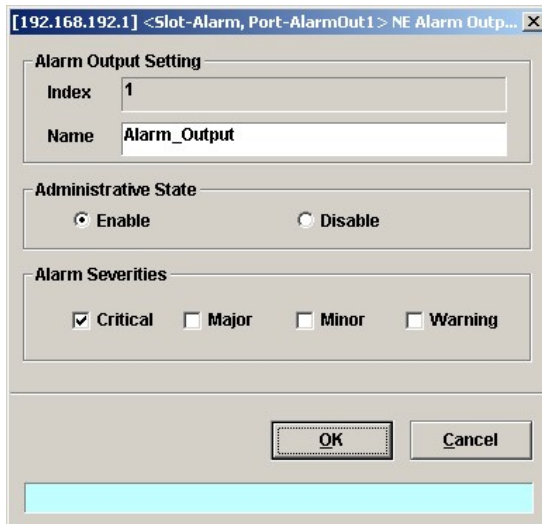 [192.168.192.1] <Slot-Alarm, Port-AlarmOut1> NE Alarm Outp...
Alarm Output Setting
Index 1
Name Alarm_Output
Administrative State
Enable Disable
Alarm Severities
Critical Major Minor Warning
OK Cancel